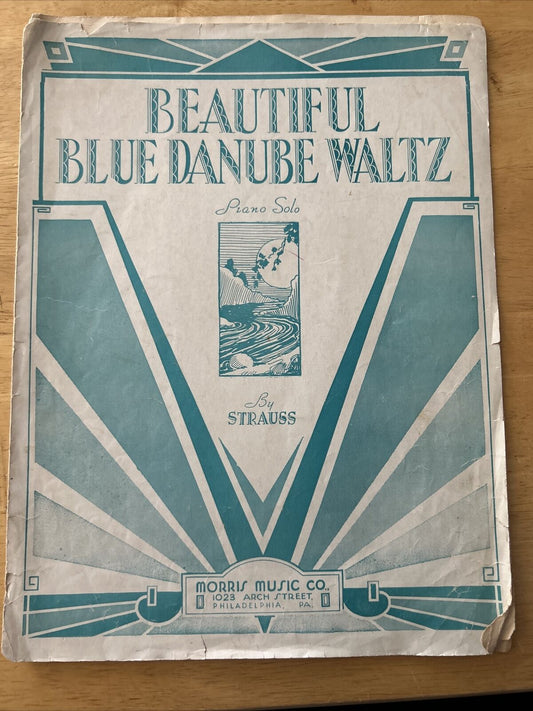 BEAUTIFUL
BLUE DANUBE WALTZ
Piano Solo
By
STRAUSS
MORRIS MUSIC CO.
1023 ARCH STREET,
PHILADELPHIA, PA.